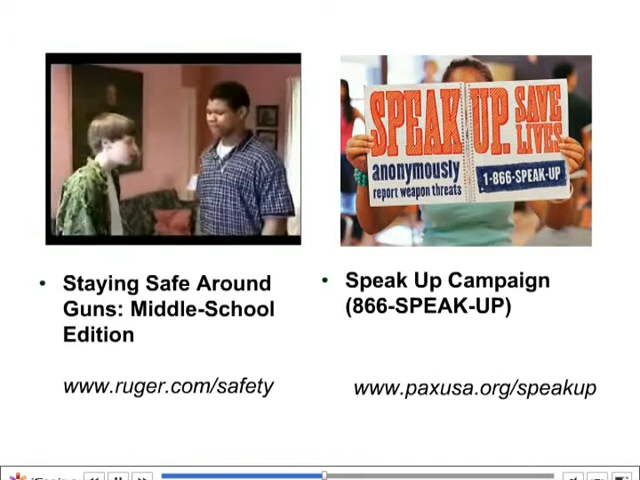 SPEAK UP. SAVE LIVES
anonymously
report weapon threats
1-866-SPEAK-UP
• Staying Safe Around
Guns: Middle-School
Edition
www.ruger.com/safety
• Speak Up Campaign
(866-SPEAK-UP)
www.paxusa.org/speakup